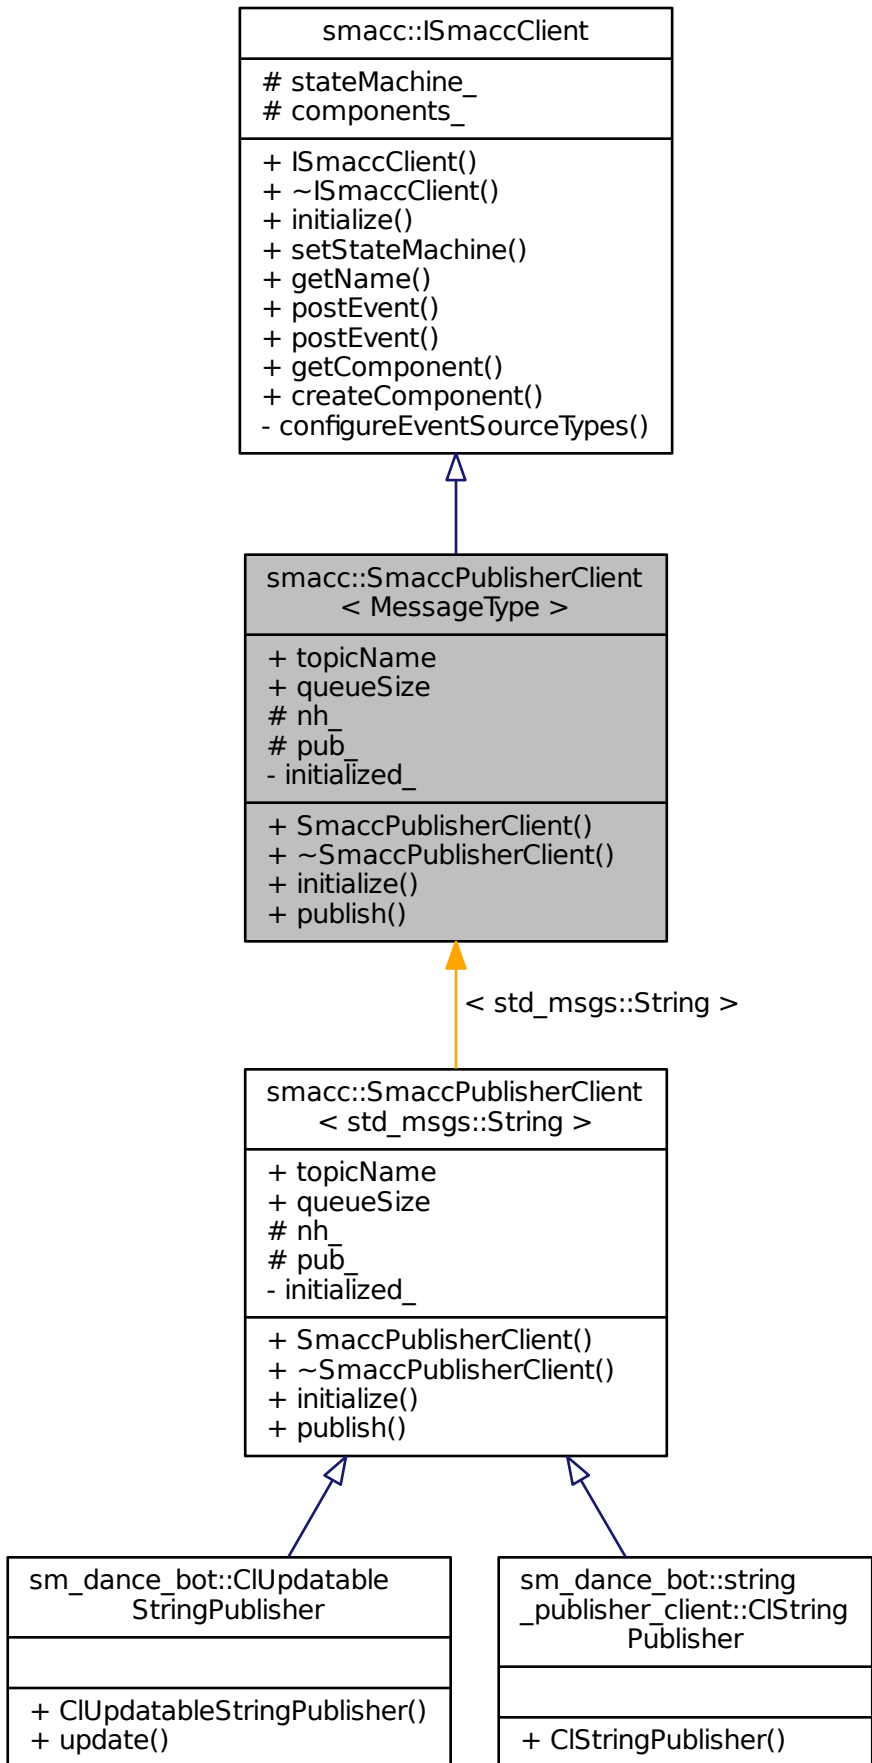 smacc::ISmaccClient
# stateMachine_
# components_
+ ISmaccClient()
+ ~ISmaccClient()
+ initialize()
+ setStateMachine()
+ getName()
+ postEvent()
+ postEvent()
+ getComponent()
+ createComponent()
- configureEventSourceTypes()
smacc::SmaccPublisherClient
< MessageType >
+ topicName
+ queueSize
# nh_
# pub_
- initialized_
+ SmaccPublisherClient()
+ ~SmaccPublisherClient()
+ initialize()
+ publish()
< std_msgs::String >
smacc::SmaccPublisherClient
< std_msgs::String >
+ topicName
+ queueSize
# nh_
# pub_
- initialized_
+ SmaccPublisherClient()
+ ~SmaccPublisherClient()
+ initialize()
+ publish()
sm_dance_bot::ClUpdatable
StringPublisher
+ ClUpdatableStringPublisher()
+ update()
sm_dance_bot::string
_publisher_client::ClString
Publisher
+ ClStringPublisher()